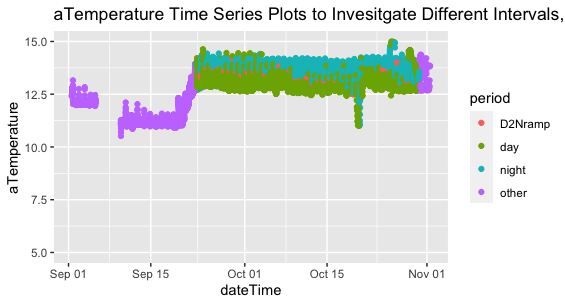 aTemperature Time Series Plots to Invesitgate Different Intervals,
aTemperature
15.0
12.5
10.0
7.5
5.0
Sep 01
Sep 15
Oct 01
Oct 15
Nov 01
dateTime
period
D2Nramp
day
night
other